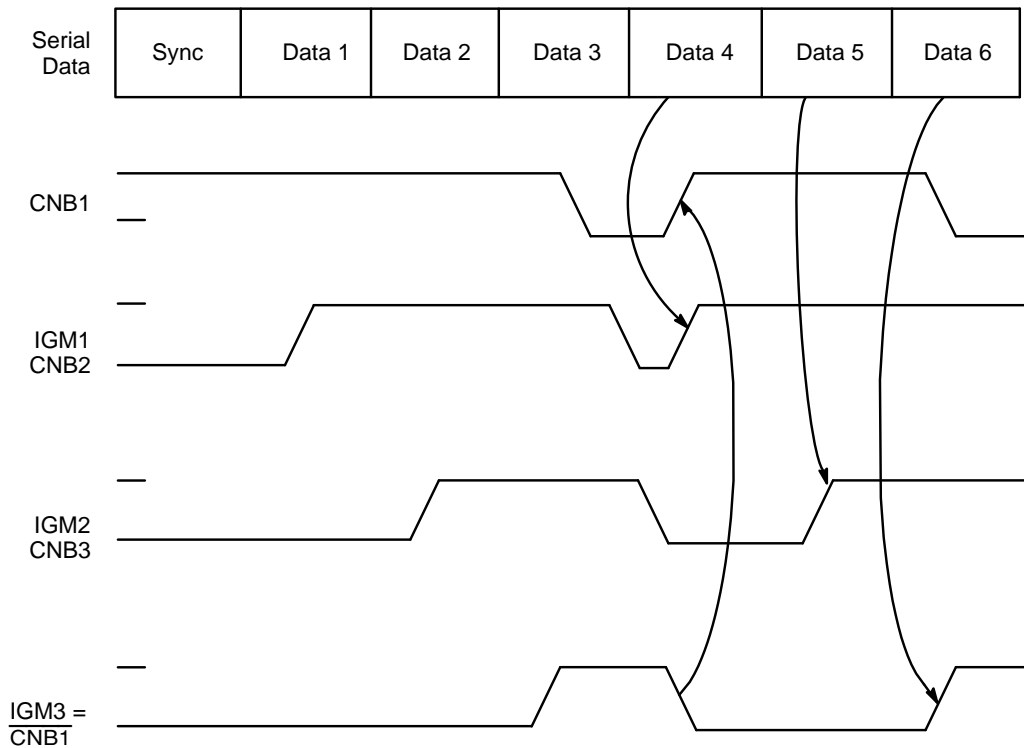 Serial
Data
Sync
Data 1
Data 2
Data 3
Data 4
Data 5
Data 6
CNB1
IGM1
CNB2
IGM2
CNB3
IGM3 =
CNB1